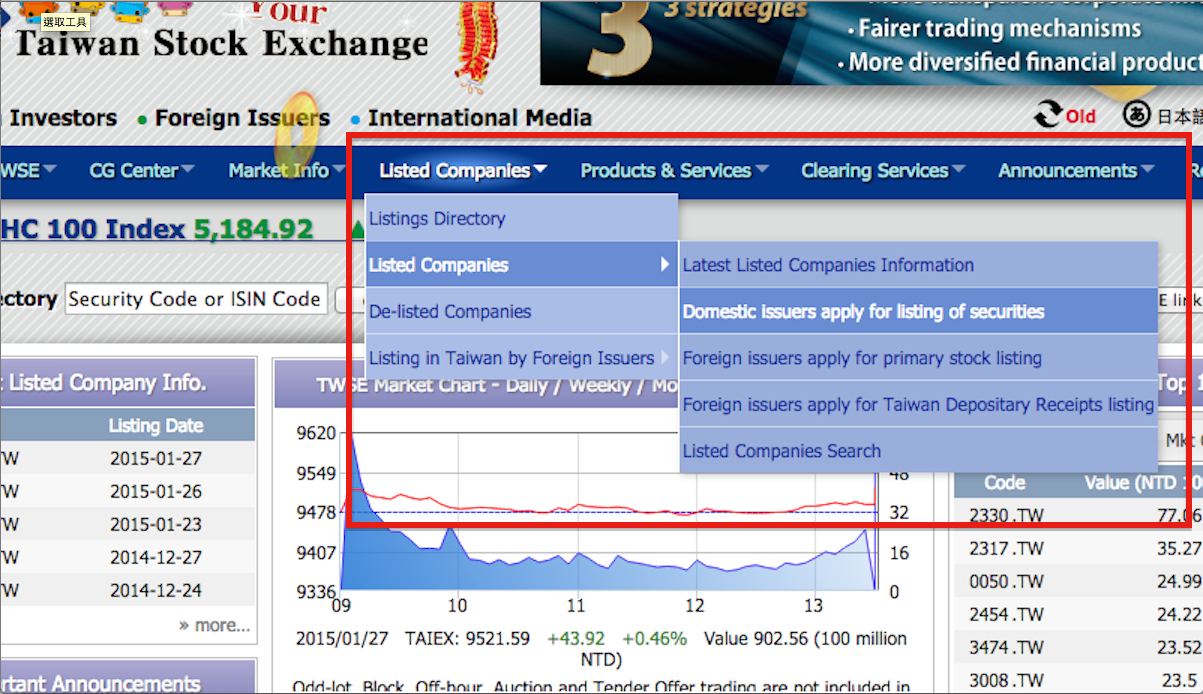 選取工具
Your
Taiwan Stock Exchange
3
3 strategies
• Fairer trading mechanisms
• More diversified financial product
Investors • Foreign Issuers • International Media
Old
あ 日本語
WSE CG Center Market Info Listed Companies Products & Services Clearing Services Announcements
HC 100 Index 5,184.92
Listings Directory
Listed Companies
De-listed Companies
Listing in Taiwan by Foreign Issuers
Latest Listed Companies Information
Domestic issuers apply for listing of securities
Foreign issuers apply for primary stock listing
Foreign issuers apply for Taiwan Depositary Receipts listing
Listed Companies Search
ectory Security Code or ISIN Code
E link
Listed Company Info.
Listing Date
TW 2015-01-27
TW 2015-01-26
TW 2015-01-23
TW 2014-12-27
TW 2014-12-24
» more...
rtant Announcements
TWSE Market Chart - Daily / Weekly / Mo
9620
9549
9478
9407
9336
48
32
16
0
09 10 11 12 13
2015/01/27 TAIEX: 9521.59 +43.92 +0.46% Value 902.56 (100 million
NTD)
Odd-lot, Block, Off-hour, Auction and Tender Offer trading are not included in
Top 1
Mkt
Code Value (NTD 10
2330 .TW 77.06
2317 .TW 35.27
0050 .TW 24.99
2454 .TW 24.22
3474 .TW 23.52
3008 .TW 23.5